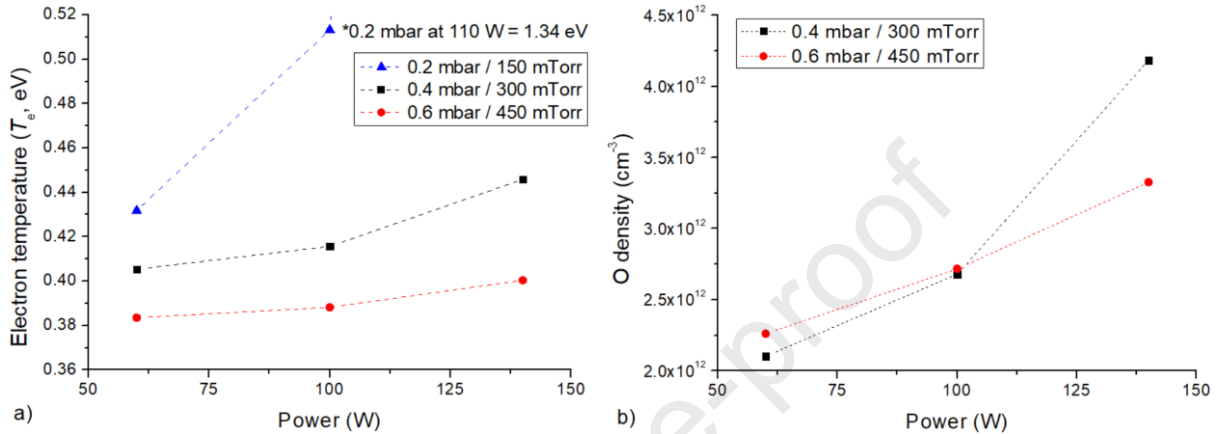 0.52
0.50
0.48
0.46
0.44
0.42
0.40
0.38
0.36
Electron temperature (Te, eV)
*0.2 mbar at 110 W = 1.34 eV
0.2 mbar / 150 mTorr
0.4 mbar / 300 mTorr
0.6 mbar / 450 mTorr
50 75 100 125 150
a)
Power (W)
4.5x10¹²
4.0x10¹²
3.5x10¹²
3.0x10¹²
2.5x10¹²
2.0x10¹²
O density (cm⁻³)
0.4 mbar / 300 mTorr
0.6 mbar / 450 mTorr
50 75 100 125 150
b)
Power (W)
e-proof